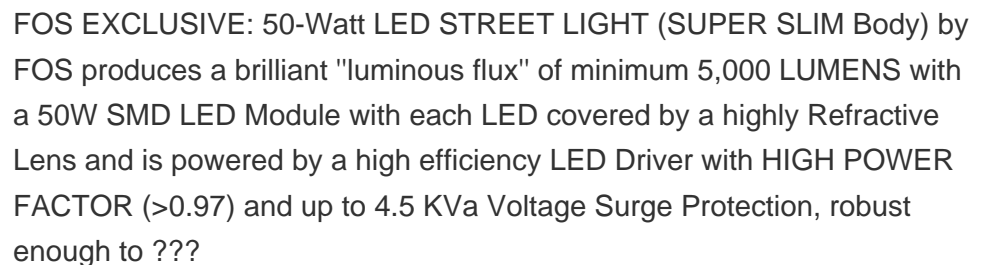 FOS EXCLUSIVE: 50-Watt LED STREET LIGHT (SUPER SLIM Body) by
FOS produces a brilliant "luminous flux" of minimum 5,000 LUMENS with
a 50W SMD LED Module with each LED covered by a highly Refractive
Lens and is powered by a high efficiency LED Driver with HIGH POWER
FACTOR (>0.97) and up to 4.5 KVa Voltage Surge Protection, robust
enough to ???